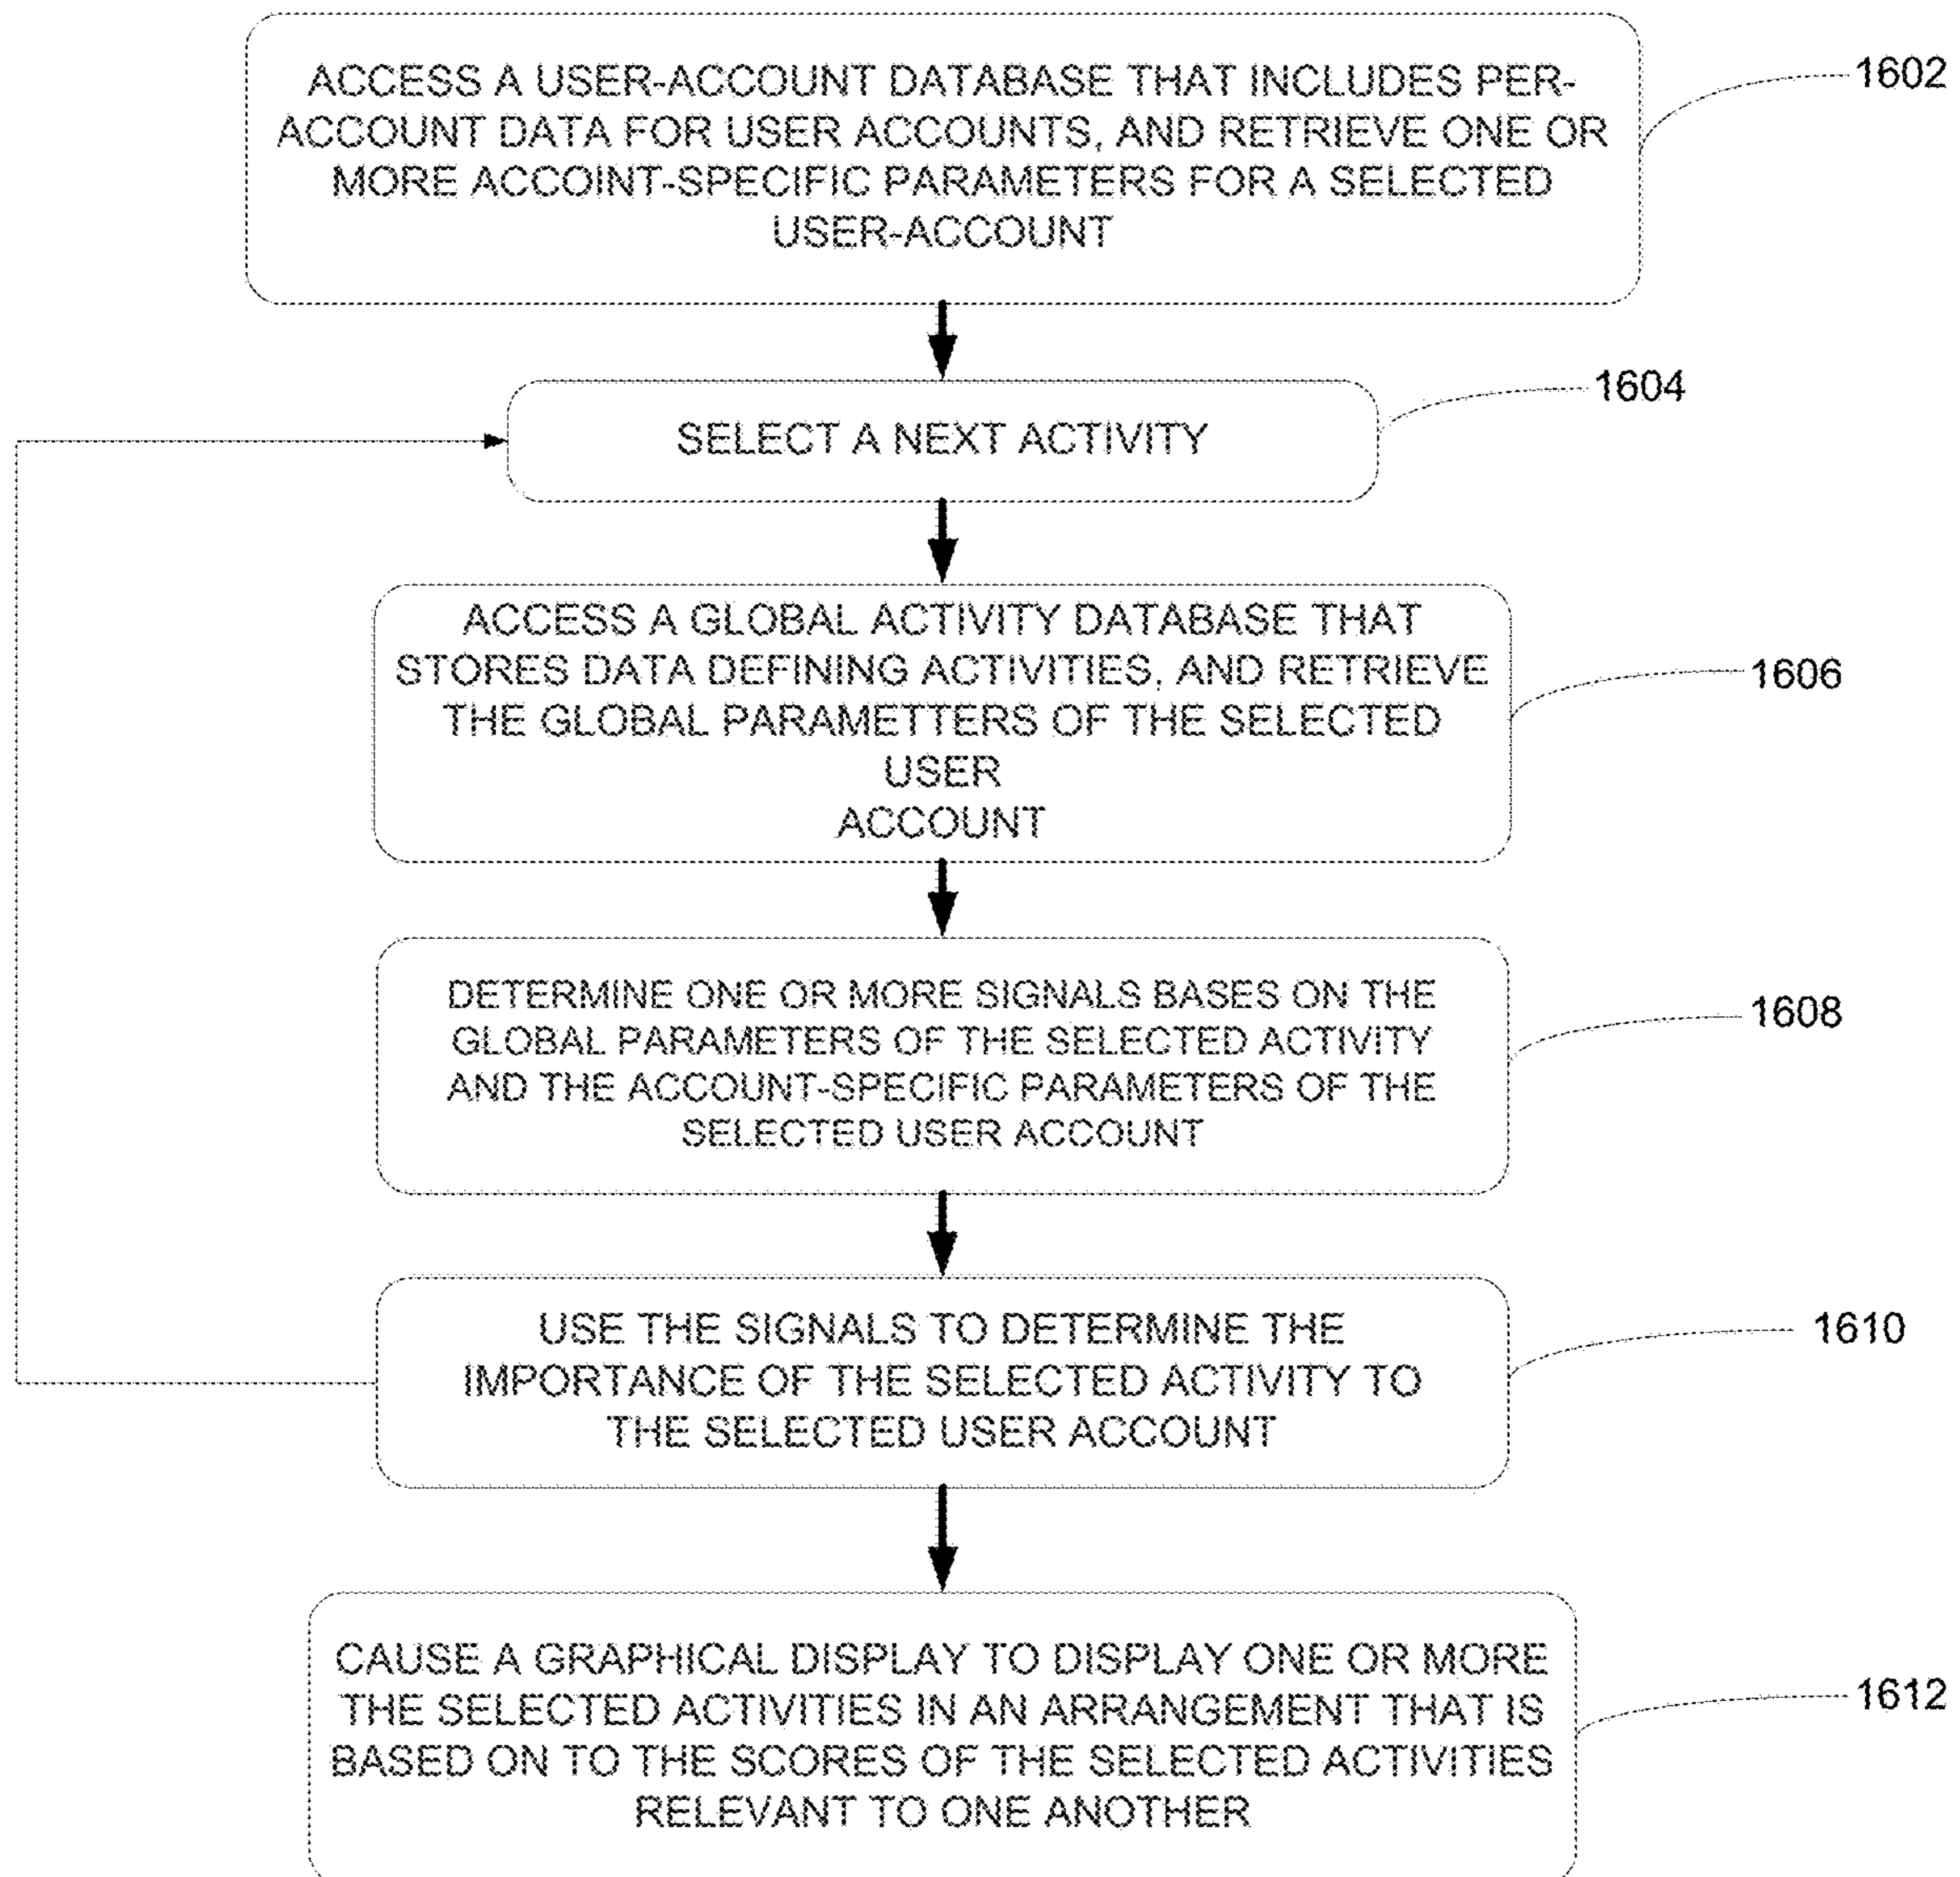 ACCESS A USER-ACCOUNT DATABASE THAT INCLUDES PER-
ACCOUNT DATA FOR USER ACCOUNTS, AND RETRIEVE ONE OR
MORE ACCOINT-SPECIFIC PARAMETERS FOR A SELECTED
USER-ACCOUNT
1602
SELECT A NEXT ACTIVITY
1604
ACCESS A GLOBAL ACTIVITY DATABASE THAT
STORES DATA DEFINING ACTIVITIES, AND RETRIEVE
THE GLOBAL PARAMETTERS OF THE SELECTED
USER
ACCOUNT
1606
DETERMINE ONE OR MORE SIGNALS BASES ON THE
GLOBAL PARAMETERS OF THE SELECTED ACTIVITY
AND THE ACCOUNT-SPECIFIC PARAMETERS OF THE
SELECTED USER ACCOUNT
1608
USE THE SIGNALS TO DETERMINE THE
IMPORTANCE OF THE SELECTED ACTIVITY TO
THE SELECTED USER ACCOUNT
1610
CAUSE A GRAPHICAL DISPLAY TO DISPLAY ONE OR MORE
THE SELECTED ACTIVITIES IN AN ARRANGEMENT THAT IS
BASED ON TO THE SCORES OF THE SELECTED ACTIVITIES
RELEVANT TO ONE ANOTHER
1612